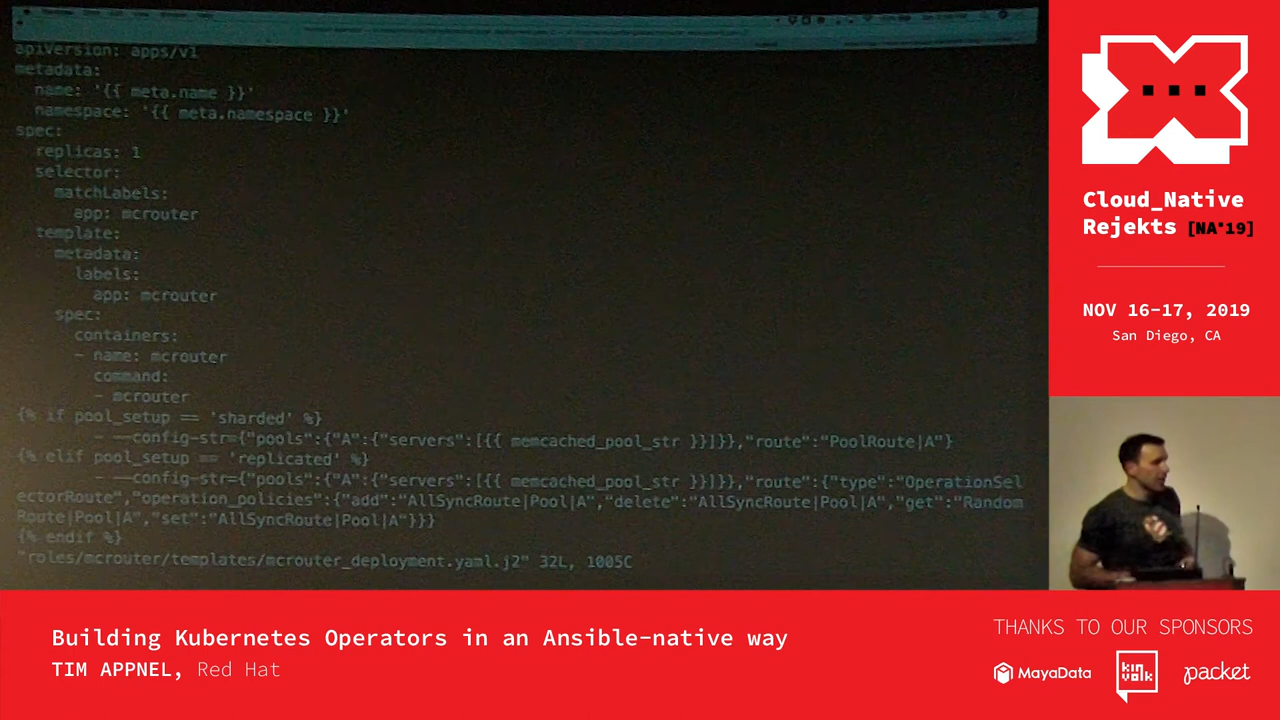 apiVersion: apps/v1
metadata:
  name: '{{ meta.name }}'
  namespace: '{{ meta.namespace }}'
spec:
  replicas: 1
  selector:
    matchLabels:
      app: mcrouter
  template:
    metadata:
      labels:
        app: mcrouter
    spec:
      containers:
      - name: mcrouter
        command:
        - mcrouter
{% if pool_setup == 'sharded' %}
        - --config-str={"pools":{"A":{"servers":[{{ memcached_pool_str }}]}},"route":"PoolRoute|A"}
{% elif pool_setup == 'replicated' %}
        - --config-str={"pools":{"A":{"servers":[{{ memcached_pool_str }}]}},"route":{"type":"OperationSel
ectorRoute","operation_policies":{"add":"AllSyncRoute|Pool|A","delete":"AllSyncRoute|Pool|A","get":"Random
Route|Pool|A","set":"AllSyncRoute|Pool|A"}}}
{% endif %}
"roles/mcrouter/templates/mcrouter_deployment.yaml.j2" 32L, 1005C
Cloud_Native
Rejekts [NA'19]
NOV 16-17, 2019
San Diego, CA
Building Kubernetes Operators in an Ansible-native way
TIM APPNEL, Red Hat
THANKS TO OUR SPONSORS
MayaData
kin
volk
packet